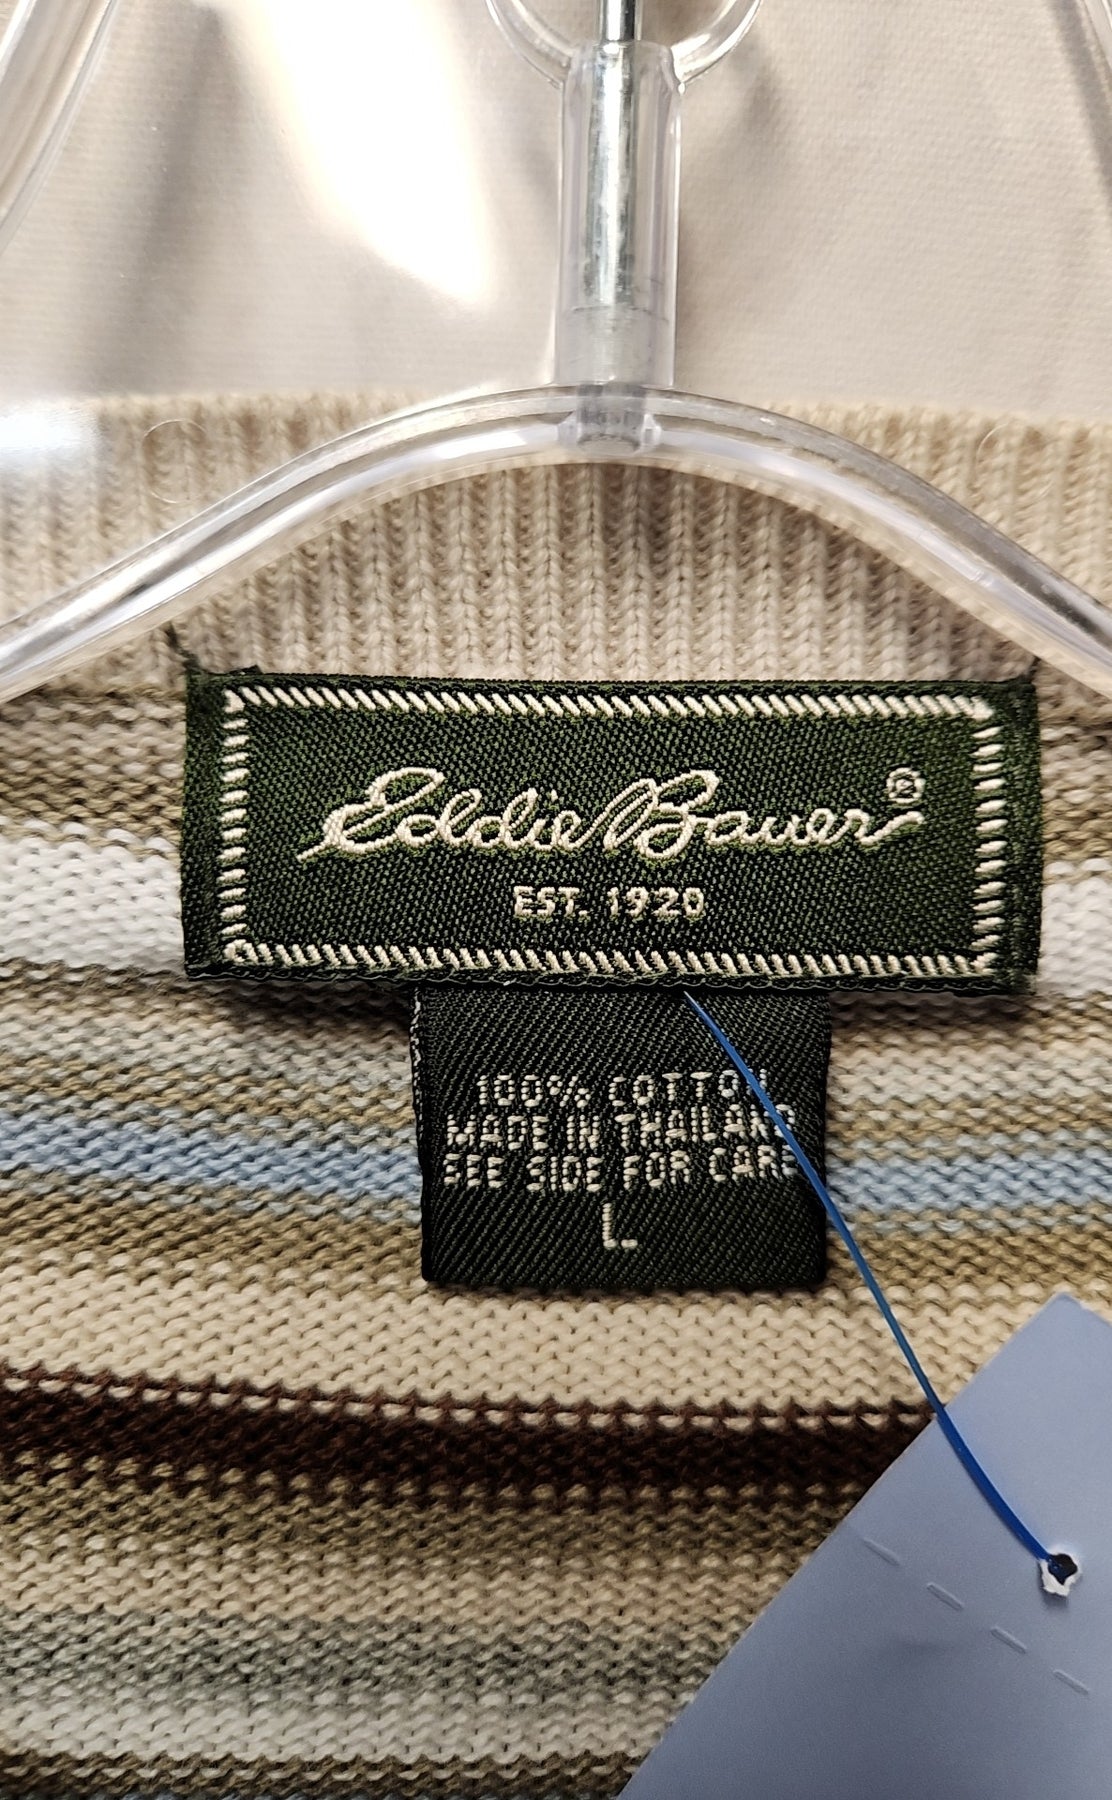 Eddie Bauer®
EST. 1920
100% COTTON
MADE IN THAILAND
SEE SIDE FOR CARE
L